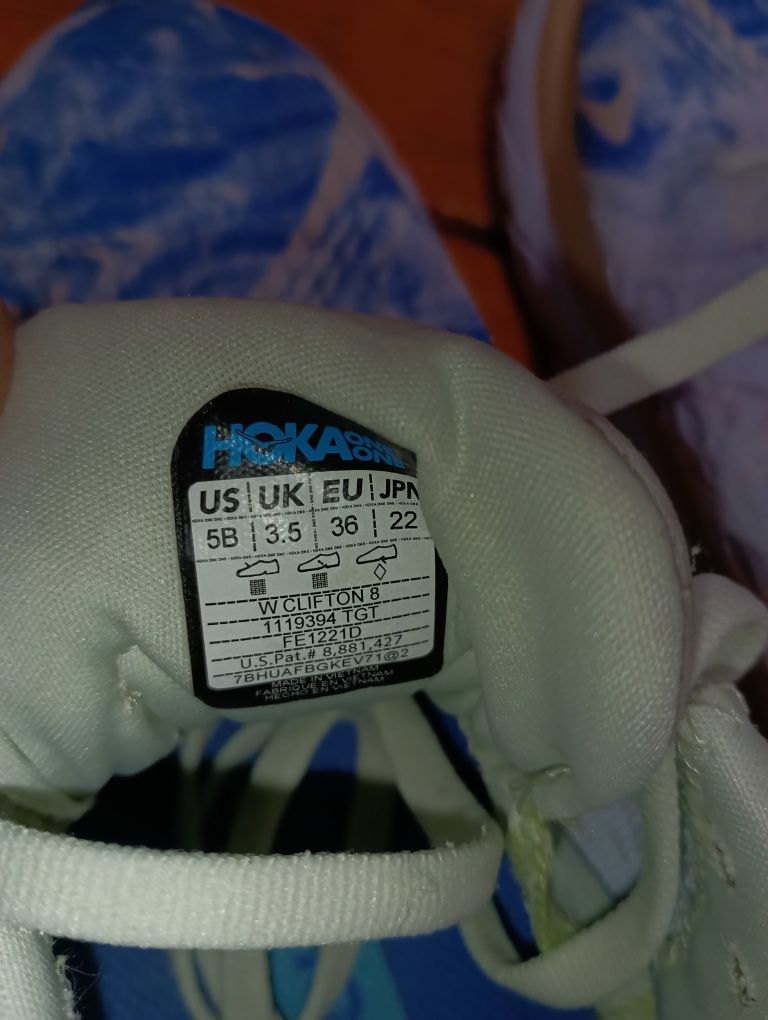 HOKA ONE ONE
US UK EU JPN
5B 3.5 36 22
W CLIFTON 8
1119394 TGT
FE1221D
U.S.Pat.# 8,881,427
7BHUAFBGKEV71@2
MADE IN VIETNAM
FABRIQUE EN VIETNAM
HECHO EN VIETNAM